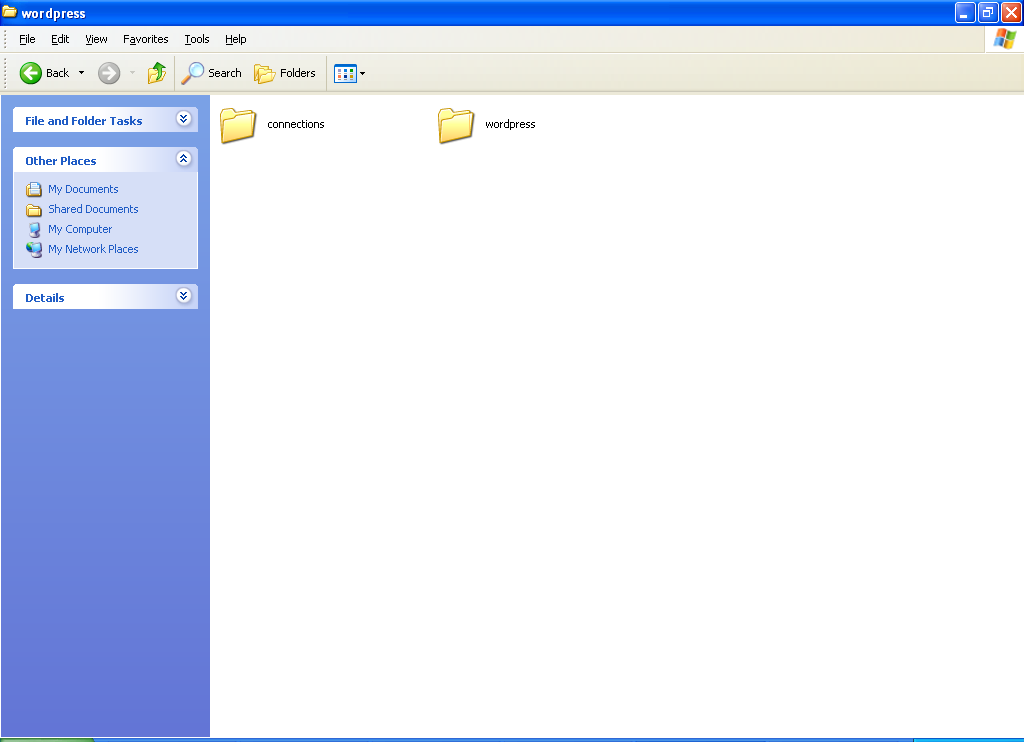 wordpress
File Edit View Favorites Tools Help
Back Search Folders
File and Folder Tasks
Other Places
My Documents
Shared Documents
My Computer
My Network Places
Details
connections wordpress